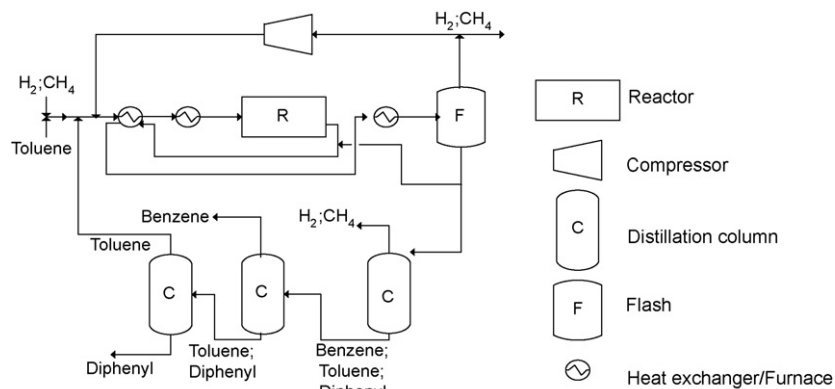 H₂;CH₄
H₂;CH₄
R
F
Toluene
Benzene
H₂;CH₄
Toluene
C
C
C
Diphenyl
Toluene;
Diphenyl
Benzene;
Toluene;
Diphenyl
R
Reactor
Compressor
C
Distillation column
F
Flash
Heat exchanger/Furnace